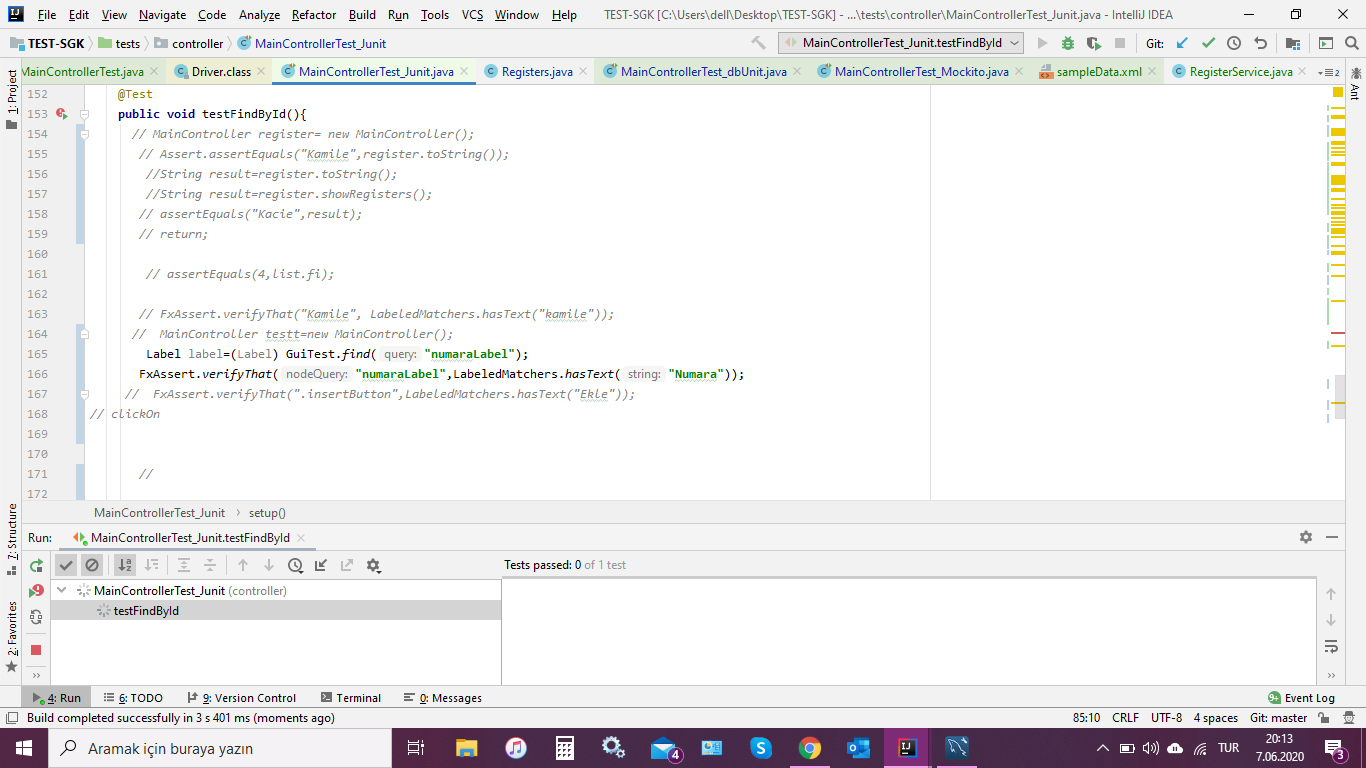 File Edit View Navigate Code Analyze Refactor Build Run Tools VCS Window Help TEST-SGK [C:\Users\dell\Desktop\TEST-SGK] - ...\tests\controller\MainControllerTest_Junit.java - IntelliJ IDEA
TEST-SGK tests controller MainControllerTest_Junit MainControllerTest_Junit.testFindById Git:
MainControllerTest.java Driver.class MainControllerTest_Junit.java Registers.java MainControllerTest_dbUnit.java MainControllerTest_Mockito.java sampleData.xml RegisterService.java 2
1: Project
Ant
152 @Test
153 public void testFindById(){
154 // MainController register= new MainController();
155 // Assert.assertEquals("Kamile",register.toString());
156 //String result=register.toString();
157 //String result=register.showRegisters();
158 // assertEquals("Kacie",result);
159 // return;
160
161 // assertEquals(4,list.fi);
162
163 // FxAssert.verifyThat("Kamile", LabeledMatchers.hasText("kamile"));
164 // MainController testt=new MainController();
165 Label label=(Label) GuiTest.find( query: "numaraLabel");
166 FxAssert.verifyThat( nodeQuery: "numaraLabel",LabeledMatchers.hasText( string: "Numara"));
167 // FxAssert.verifyThat(".insertButton",LabeledMatchers.hasText("Ekle"));
168 // clickOn
169
170
171 //
172
MainControllerTest_Junit › setup()
7: Structure
2: Favorites
Run: MainControllerTest_Junit.testFindById
Tests passed: 0 of 1 test
MainControllerTest_Junit (controller)
testFindById
4: Run 6: TODO 9: Version Control Terminal 0: Messages 9+ Event Log
Build completed successfully in 3 s 401 ms (moments ago) 85:10 CRLF UTF-8 4 spaces Git: master
Aramak için buraya yazın 4 TUR 20:13
7.06.2020 3